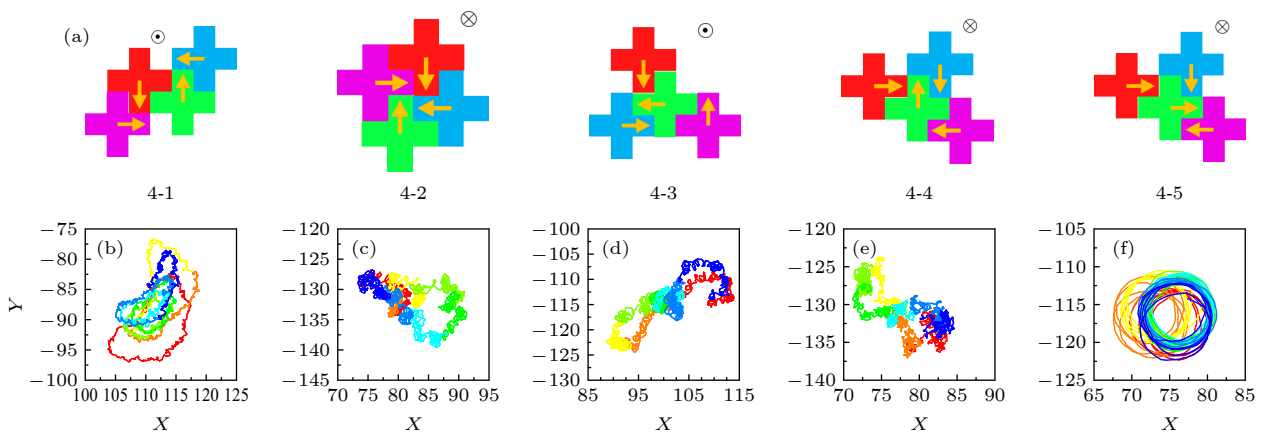 (a)
4-1 4-2 4-3 4-4 4-5
(b)
−75
−80
−85
−90
−95
−100
100 105 110 115 120 125
X
Y
(c)
−120
−125
−130
−135
−140
−145
70 75 80 85 90 95
X
(d)
−100
−105
−110
−115
−120
−125
−130
85 95 105 115
X
(e)
−120
−125
−130
−135
−140
70 75 80 85 90
X
(f)
−105
−110
−115
−120
−125
65 70 75 80 85
X